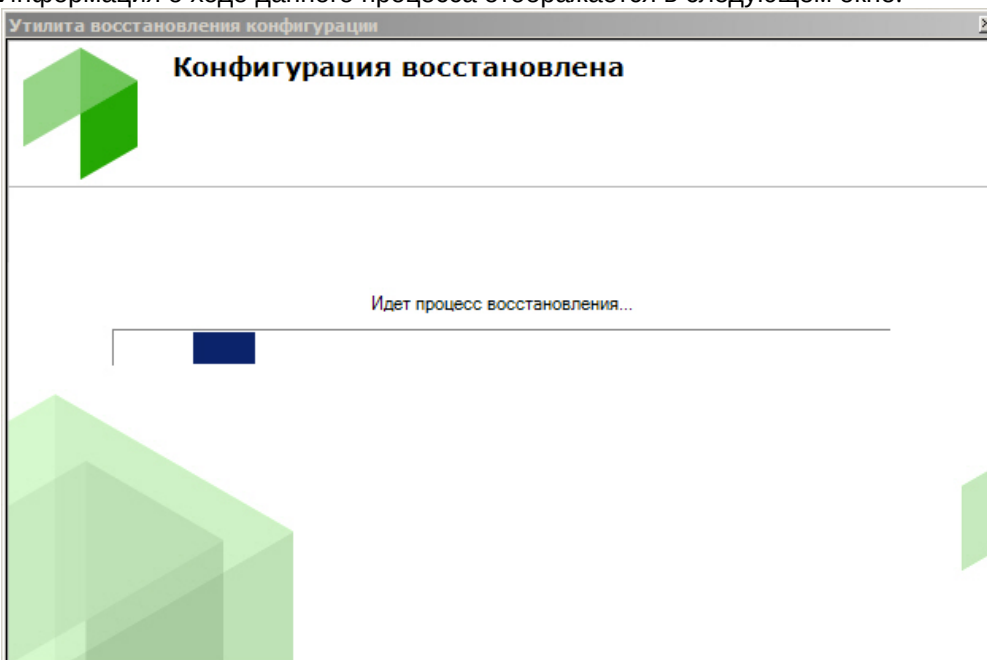 Информация о ходе данного процесса отображается в следующем окне:
Утилита восстановления конфигурации
Конфигурация восстановлена
Идет процесс восстановления...